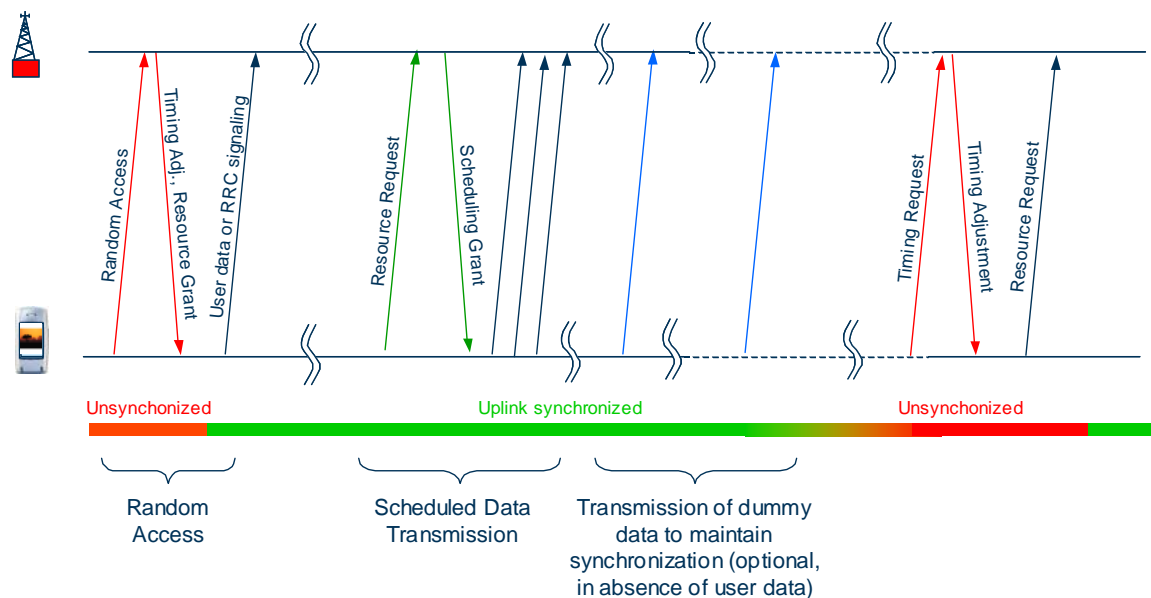 Random Access
Timing Adj., Resource Grant
User data or RRC signaling
Resource Request
Scheduling Grant
Timing Request
Timing Adjustment
Resource Request
Unsynchonized
Uplink synchronized
Unsynchonized
Random
Access
Scheduled Data
Transmission
Transmission of dummy
data to maintain
synchronization (optional,
in absence of user data)